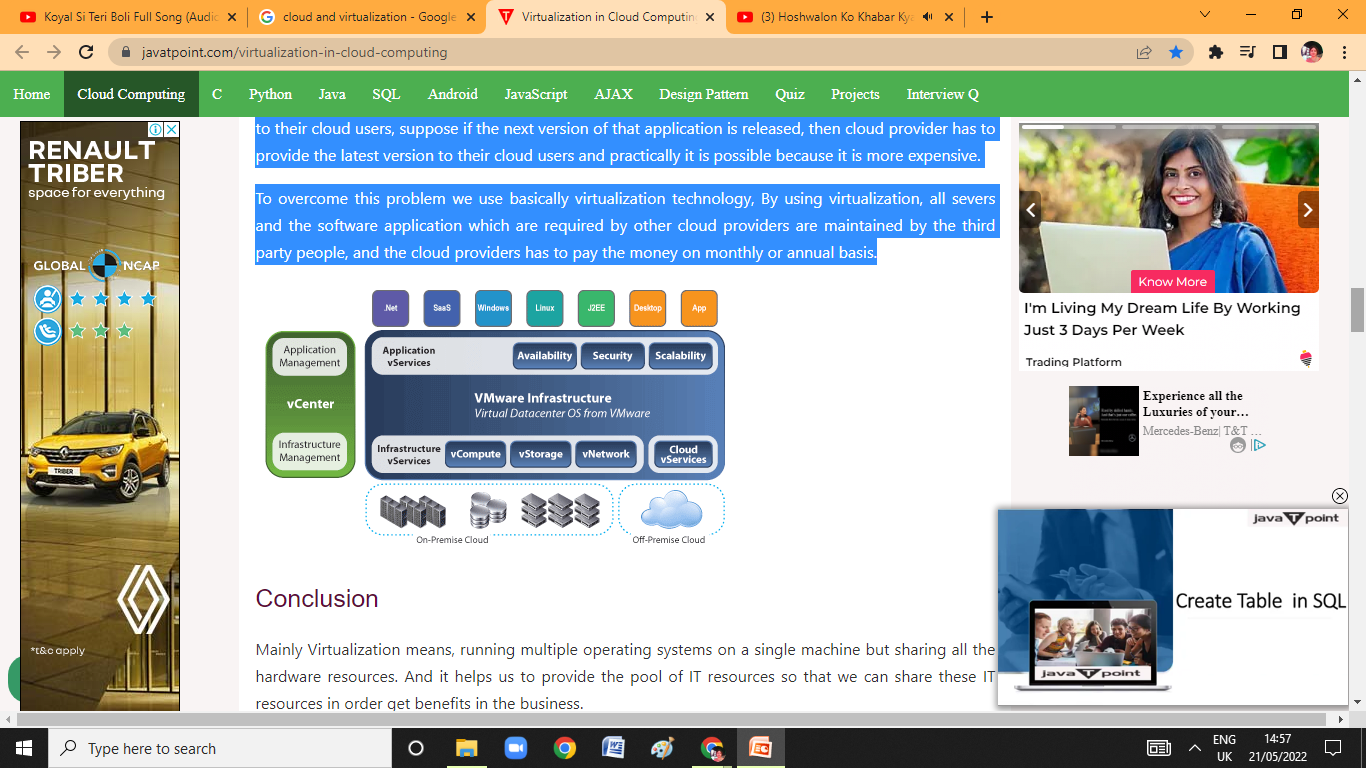 Koyal Si Teri Boli Full Song (Audio
cloud and virtualization - Google
Virtualization in Cloud Computin
(3) Hoshwalon Ko Khabar Kya
javatpoint.com/virtualization-in-cloud-computing
Home Cloud Computing C Python Java SQL Android JavaScript AJAX Design Pattern Quiz Projects Interview Q
RENAULT
TRIBER
space for everything
GLOBAL NCAP
TRIBER
*t&c apply
to their cloud users, suppose if the next version of that application is released, then cloud provider has to
provide the latest version to their cloud users and practically it is possible because it is more expensive.
To overcome this problem we use basically virtualization technology, By using virtualization, all severs
and the software application which are required by other cloud providers are maintained by the third
party people, and the cloud providers has to pay the money on monthly or annual basis.
.Net SaaS Windows Linux J2EE Desktop App
Application
Management
vCenter
Infrastructure
Management
Application
vServices
Availability Security Scalability
VMware Infrastructure
Virtual Datacenter OS from VMware
Infrastructure
vServices
vCompute vStorage vNetwork
Cloud
vServices
On-Premise Cloud Off-Premise Cloud
Conclusion
Mainly Virtualization means, running multiple operating systems on a single machine but sharing all the
hardware resources. And it helps us to provide the pool of IT resources so that we can share these IT
resources in order get benefits in the business.
Know More
I'm Living My Dream Life By Working
Just 3 Days Per Week
Trading Platform
Experience all the
Luxuries of your…
Mercedes-Benz| T&T …
java T point
Create Table in SQL
java T point
Type here to search
ENG
UK
14:57
21/05/2022